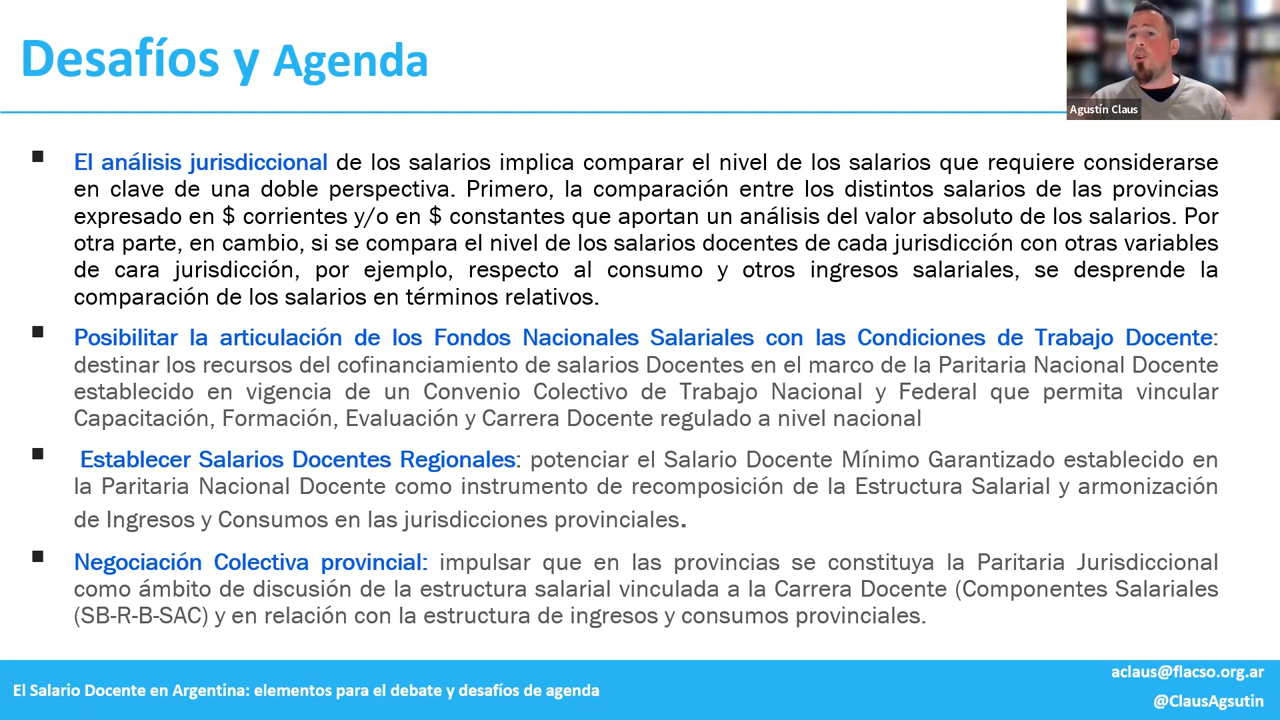 Desafíos y Agenda
Agustín Claus
El análisis jurisdiccional de los salarios implica comparar el nivel de los salarios que requiere considerarse
en clave de una doble perspectiva. Primero, la comparación entre los distintos salarios de las provincias
expresado en $ corrientes y/o en $ constantes que aportan un análisis del valor absoluto de los salarios. Por
otra parte, en cambio, si se compara el nivel de los salarios docentes de cada jurisdicción con otras variables
de cara jurisdicción, por ejemplo, respecto al consumo y otros ingresos salariales, se desprende la
comparación de los salarios en términos relativos.
Posibilitar la articulación de los Fondos Nacionales Salariales con las Condiciones de Trabajo Docente:
destinar los recursos del cofinanciamiento de salarios Docentes en el marco de la Paritaria Nacional Docente
establecido en vigencia de un Convenio Colectivo de Trabajo Nacional y Federal que permita vincular
Capacitación, Formación, Evaluación y Carrera Docente regulado a nivel nacional
Establecer Salarios Docentes Regionales: potenciar el Salario Docente Mínimo Garantizado establecido en
la Paritaria Nacional Docente como instrumento de recomposición de la Estructura Salarial y armonización
de Ingresos y Consumos en las jurisdicciones provinciales.
Negociación Colectiva provincial: impulsar que en las provincias se constituya la Paritaria Jurisdiccional
como ámbito de discusión de la estructura salarial vinculada a la Carrera Docente (Componentes Salariales
(SB-R-B-SAC) y en relación con la estructura de ingresos y consumos provinciales.
El Salario Docente en Argentina: elementos para el debate y desafíos de agenda
aclaus@flacso.org.ar
@ClausAgsutin